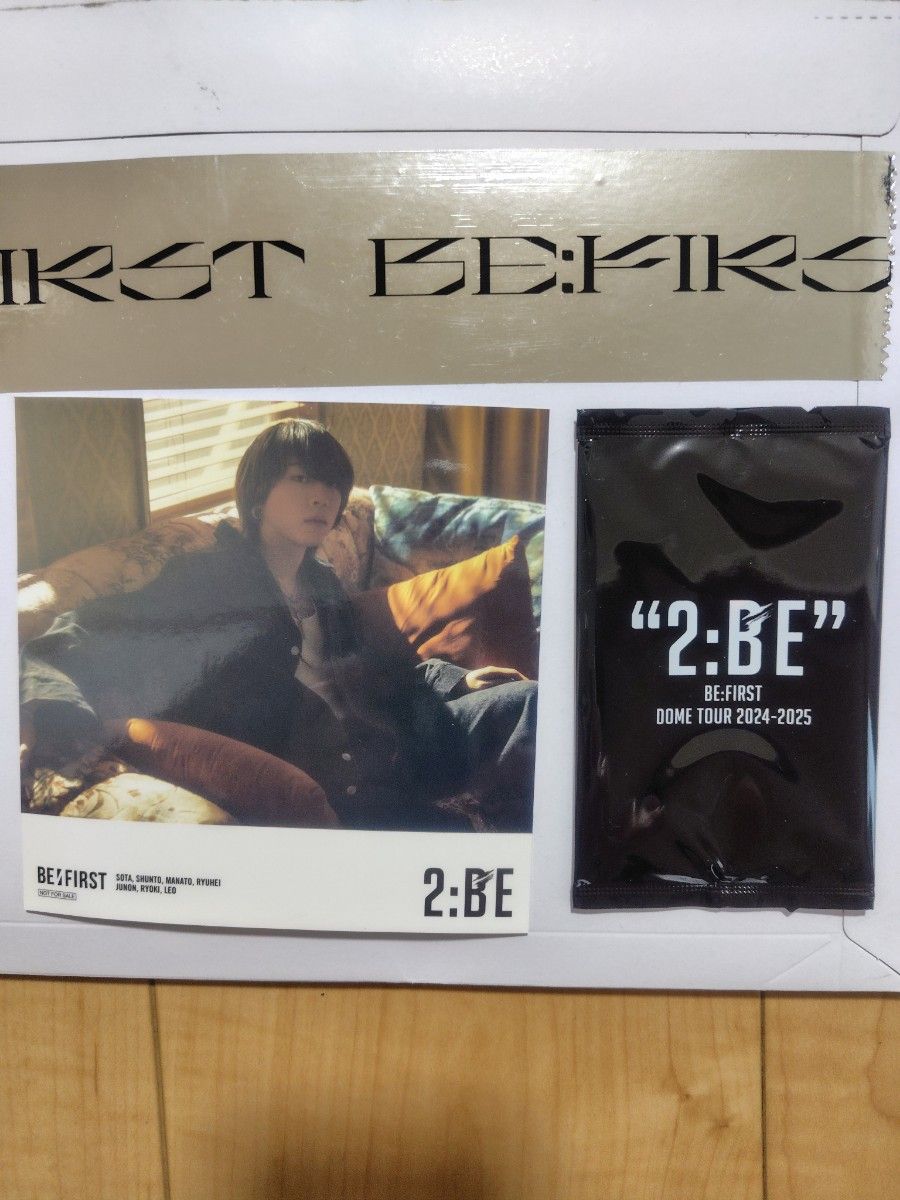 IRST BE:FIRS
BE:FIRST
NOT FOR SALE
SOTA, SHUNTO, MANATO, RYUHEI
JUNON, RYOKI, LEO
2:BE
“2:BE”
BE:FIRST
DOME TOUR 2024-2025